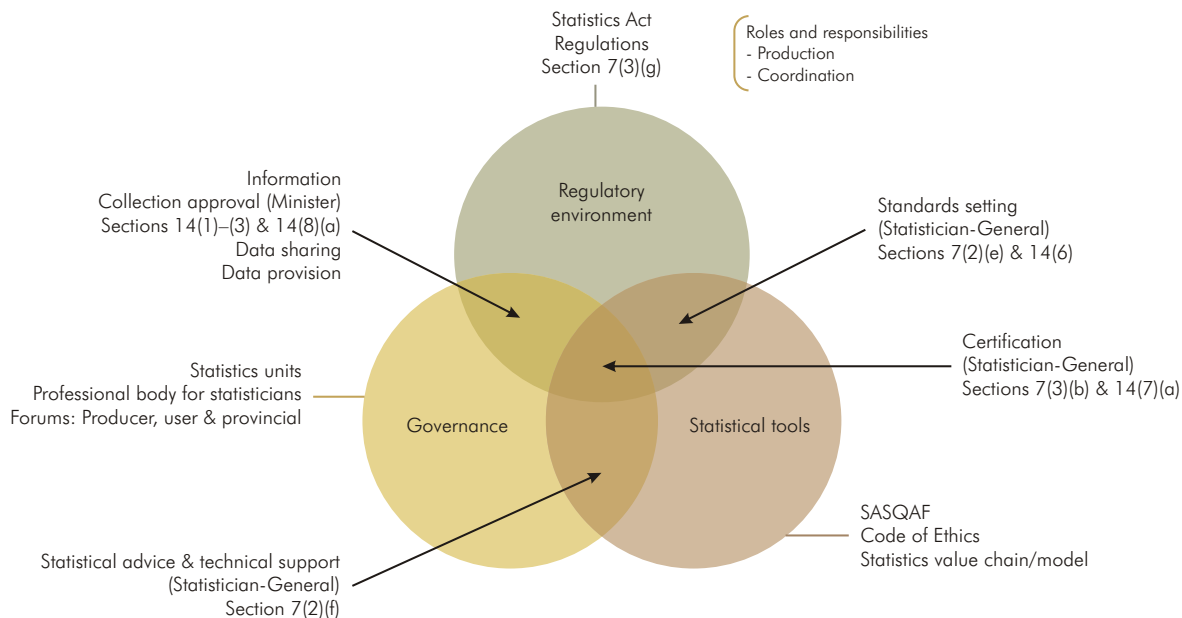 Statistics Act
Regulations
Section 7(3)(g)
Roles and responsibilities
- Production
- Coordination
Information
Collection approval (Minister)
Sections 14(1)–(3) & 14(8)(a)
Data sharing
Data provision
Regulatory
environment
Standards setting
(Statistician-General)
Sections 7(2)(e) & 14(6)
Certification
(Statistician-General)
Sections 7(3)(b) & 14(7)(a)
Statistics units
Professional body for statisticians
Forums: Producer, user & provincial
Governance
Statistical tools
SASQAF
Code of Ethics
Statistics value chain/model
Statistical advice & technical support
(Statistician-General)
Section 7(2)(f)